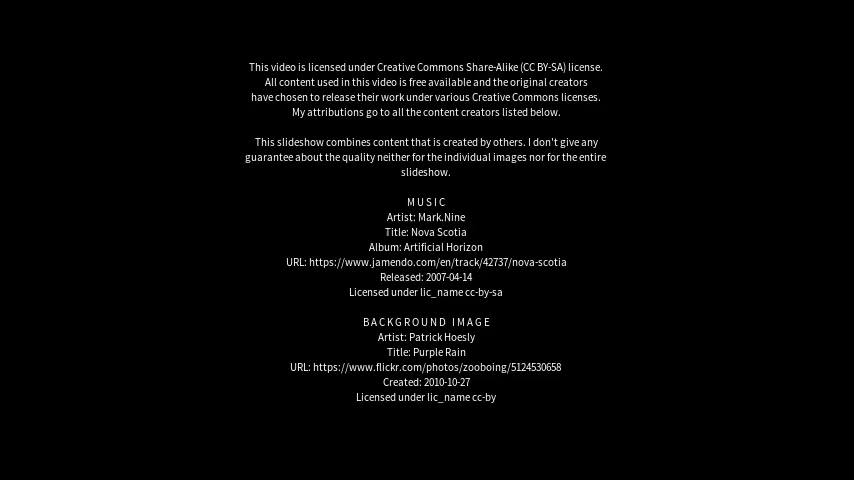 This video is licensed under Creative Commons Share-Alike (CC BY-SA) license.
All content used in this video is free available and the original creators
have chosen to release their work under various Creative Commons licenses.
My attributions go to all the content creators listed below.
This slideshow combines content that is created by others. I don't give any
guarantee about the quality neither for the individual images nor for the entire
slideshow.
MUSIC
Artist: Mark.Nine
Title: Nova Scotia
Album: Artificial Horizon
URL: https://www.jamendo.com/en/track/42737/nova-scotia
Released: 2007-04-14
Licensed under lic_name cc-by-sa
BACKGROUND IMAGE
Artist: Patrick Hoesly
Title: Purple Rain
URL: https://www.flickr.com/photos/zooboing/5124530658
Created: 2010-10-27
Licensed under lic_name cc-by